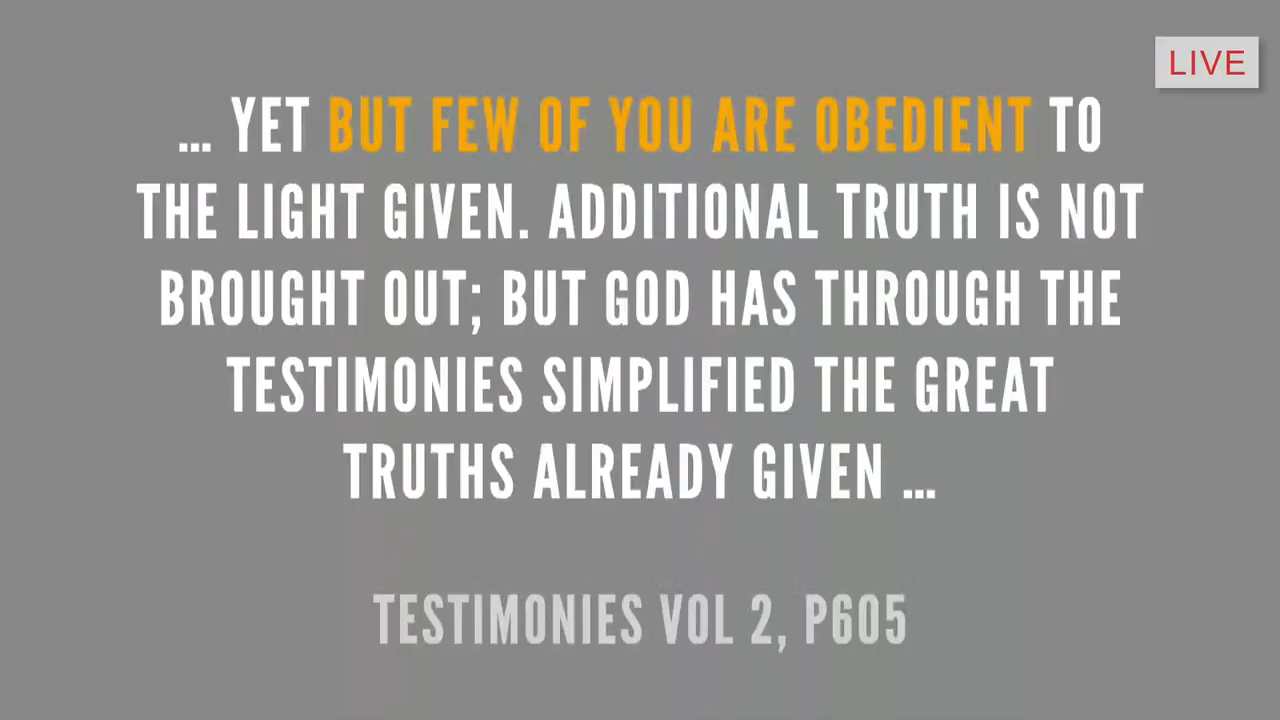 LIVE
... YET BUT FEW OF YOU ARE OBEDIENT TO
THE LIGHT GIVEN. ADDITIONAL TRUTH IS NOT
BROUGHT OUT; BUT GOD HAS THROUGH THE
TESTIMONIES SIMPLIFIED THE GREAT
TRUTHS ALREADY GIVEN ...
TESTIMONIES VOL 2, P605